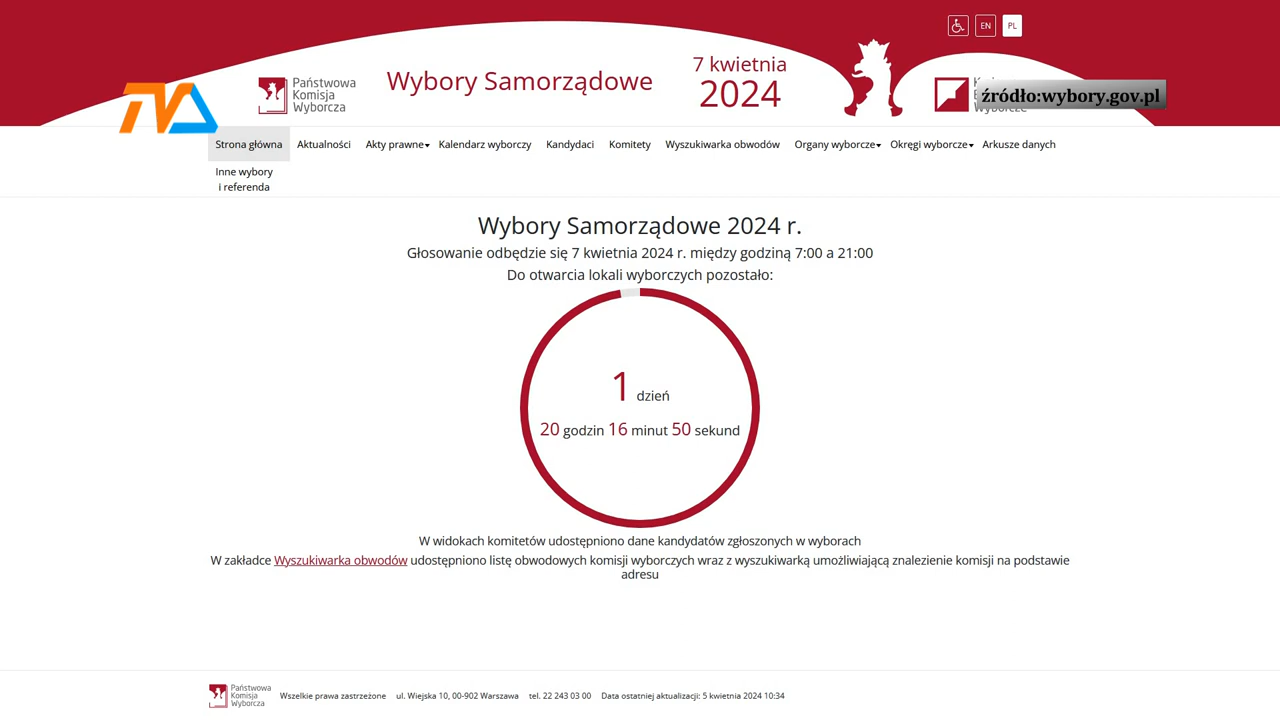 EN PL
TVA
Państwowa
Komisja
Wyborcza
Wybory Samorządowe
7 kwietnia
2024
źródło:wybory.gov.pl
Strona główna Aktualności Akty prawne Kalendarz wyborczy Kandydaci Komitety Wyszukiwarka obwodów Organy wyborcze Okręgi wyborcze Arkusze danych
Inne wybory
i referenda
Wybory Samorządowe 2024 r.
Głosowanie odbędzie się 7 kwietnia 2024 r. między godziną 7:00 a 21:00
Do otwarcia lokali wyborczych pozostało:
1 dzień
20 godzin 16 minut 50 sekund
W widokach komitetów udostępniono dane kandydatów zgłoszonych w wyborach
W zakładce Wyszukiwarka obwodów udostępniono listę obwodowych komisji wyborczych wraz z wyszukiwarką umożliwiającą znalezienie komisji na podstawie
adresu
Państwowa
Komisja
Wyborcza
Wszelkie prawa zastrzeżone ul. Wiejska 10, 00-902 Warszawa tel. 22 243 03 00 Data ostatniej aktualizacji: 5 kwietnia 2024 10:34